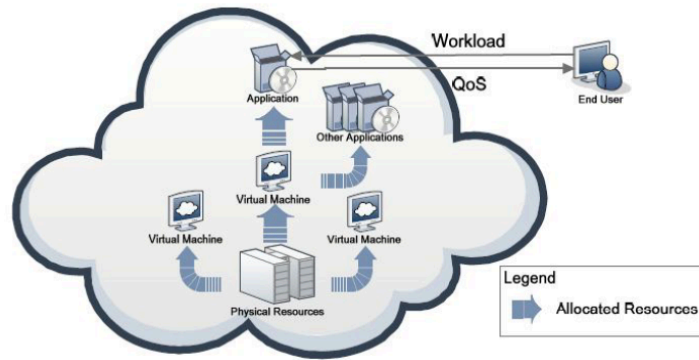 Workload
QoS
Application
End User
Other Applications
Virtual Machine
Virtual Machine
Virtual Machine
Physical Resources
Legend
Allocated Resources